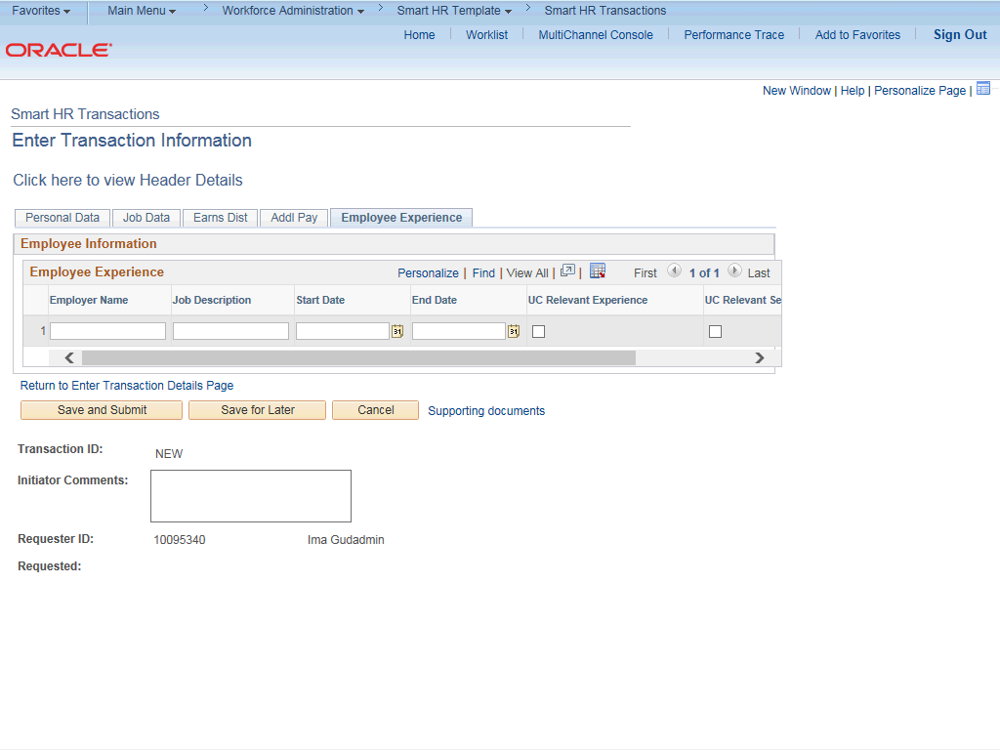 Favorites Main Menu > Workforce Administration > Smart HR Template > Smart HR Transactions
Home Worklist MultiChannel Console Performance Trace Add to Favorites Sign Out
ORACLE
New Window | Help | Personalize Page |
Smart HR Transactions
Enter Transaction Information
Click here to view Header Details
Personal Data Job Data Earns Dist Addl Pay Employee Experience
Employee Information
Employee Experience Personalize | Find | View All | | First 1 of 1 Last
Employer Name Job Description Start Date End Date UC Relevant Experience UC Relevant Se
1 31 31
Return to Enter Transaction Details Page
Save and Submit Save for Later Cancel Supporting documents
Transaction ID: NEW
Initiator Comments:
Requester ID: 10095340 Ima Gudadmin
Requested: